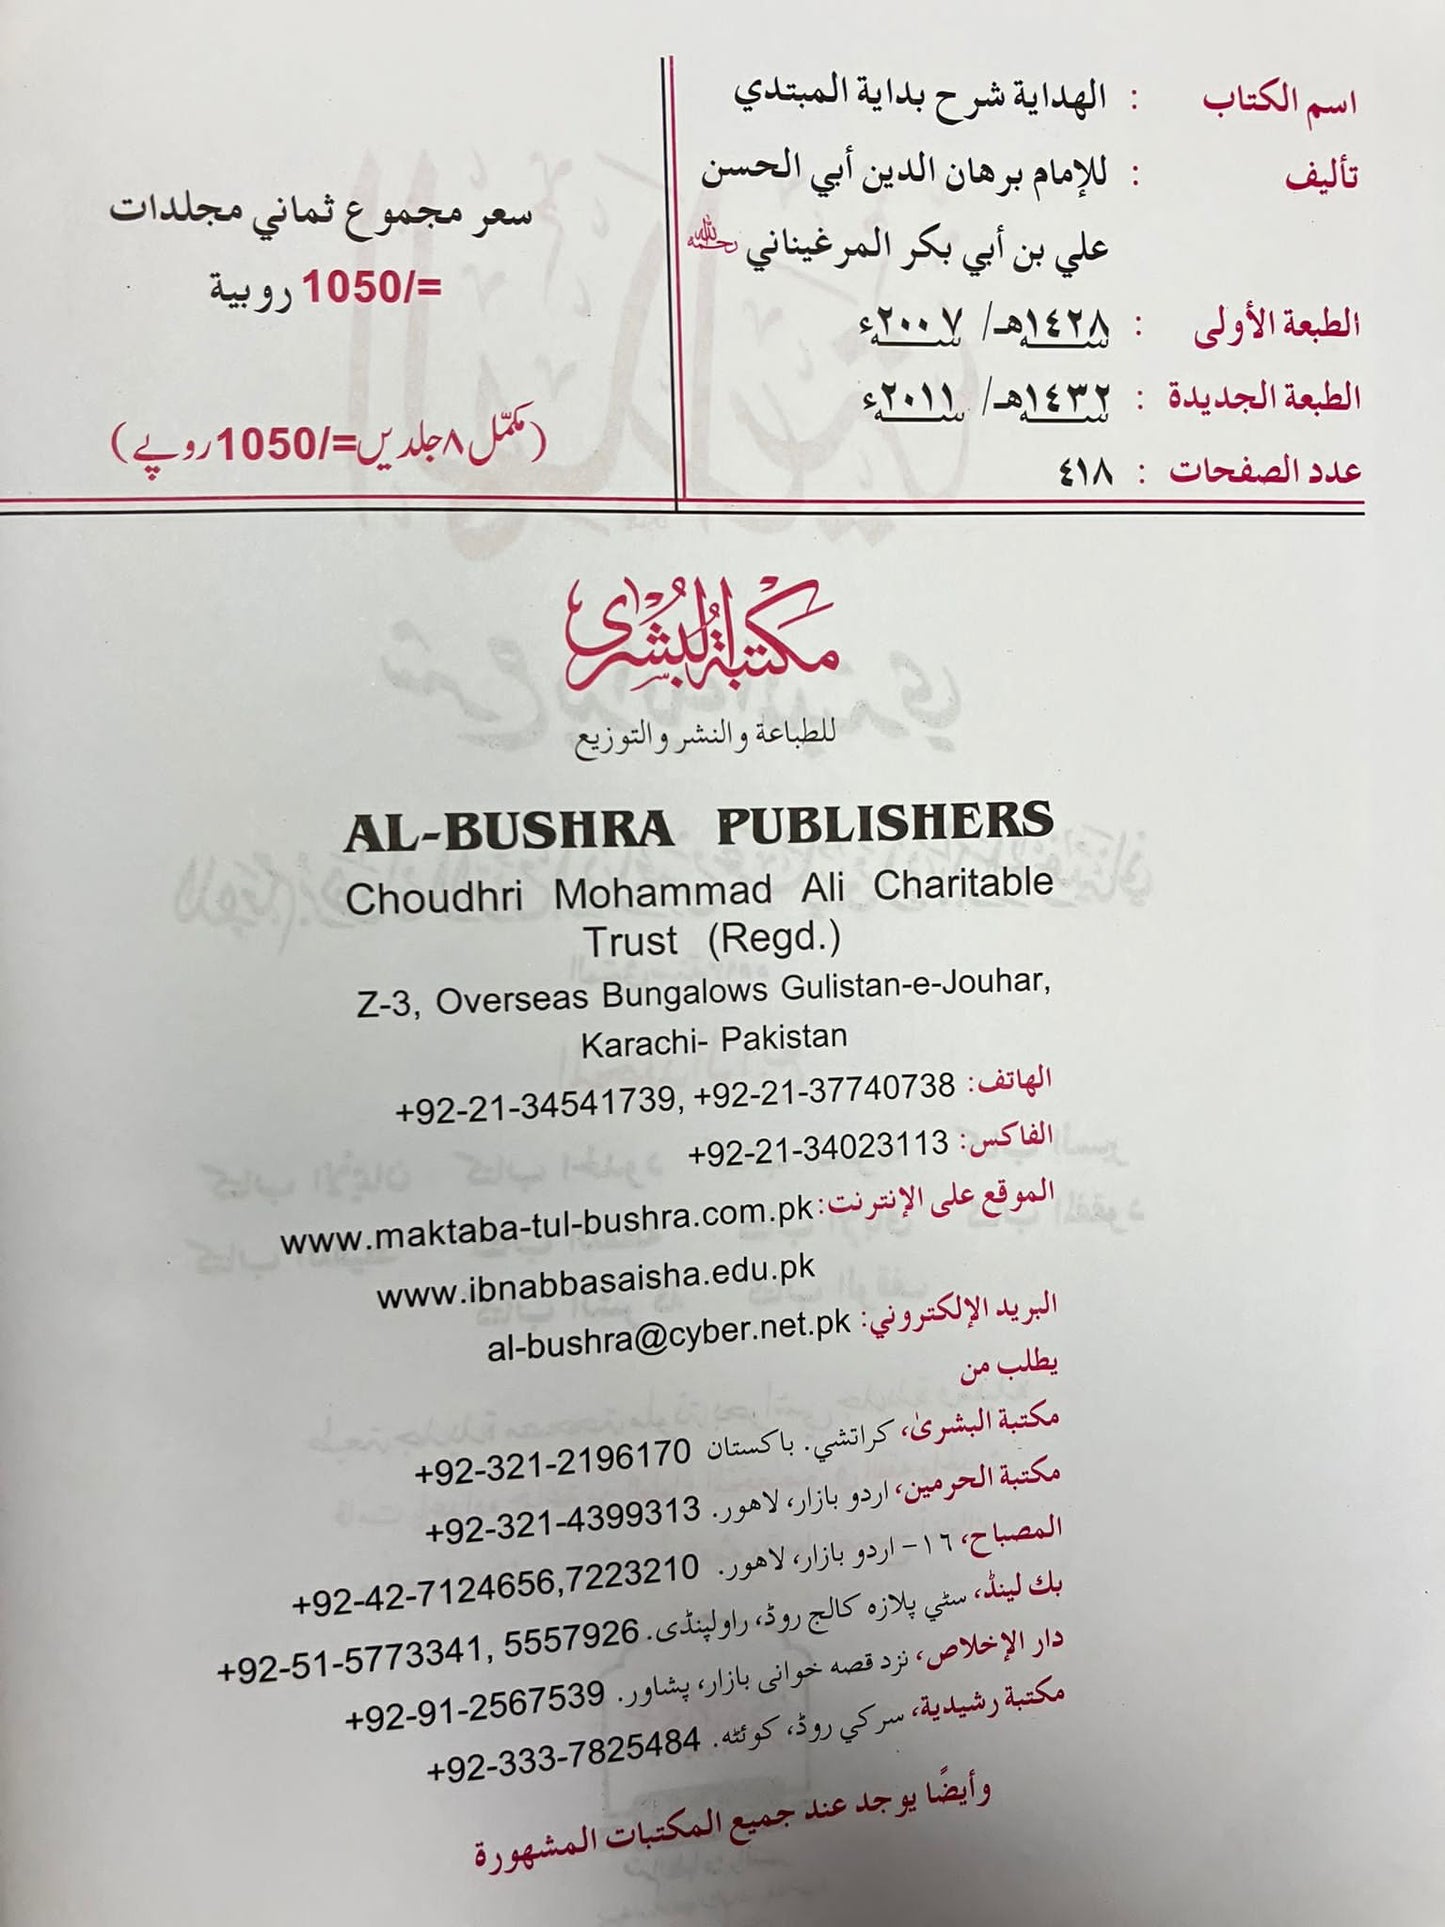 اسم الكتاب : الهداية شرح بداية المبتدي
تأليف : للإمام برهان الدين أبي الحسن
علي بن أبي بكر المرغيناني رحمه الله
الطبعة الأولى : ١٤٢٨هـ/ ٢٠٠٧ء
الطبعة الجديدة : ١٤٣٢هـ/ ٢٠١١ء
عدد الصفحات : ٤١٨
سعر مجموع ثماني مجلدات
1050/= روبية
(مکمّل ۸ جلدیں=/1050 روپے)
مكتبة البشرى
للطباعة والنشر والتوزيع
AL-BUSHRA PUBLISHERS
Choudhri Mohammad Ali Charitable
Trust (Regd.)
Z-3, Overseas Bungalows Gulistan-e-Jouhar,
Karachi- Pakistan
الهاتف: +92-21-34541739, +92-21-37740738
الفاكس: +92-21-34023113
الموقع على الإنترنت: www.maktaba-tul-bushra.com.pk
www.ibnabbasaisha.edu.pk
البريد الإلكتروني: al-bushra@cyber.net.pk
يطلب من
مكتبة البشرىٰ، كراتشي. باكستان +92-321-2196170
مكتبة الحرمين، اردو بازار، لاهور. +92-321-4399313
المصباح، ١٦- اردو بازار، لاهور. +92-42-7124656,7223210
بك لينڈ، سٹي پلازه كالج روڈ، راولپنڈی. +92-51-5773341, 5557926
دار الإخلاص، نزد قصه خوانی بازار، پشاور. +92-91-2567539
مكتبة رشيدية، سركي روڈ، كوئٹه. +92-333-7825484
وأيضًا يوجد عند جميع المكتبات المشهورة